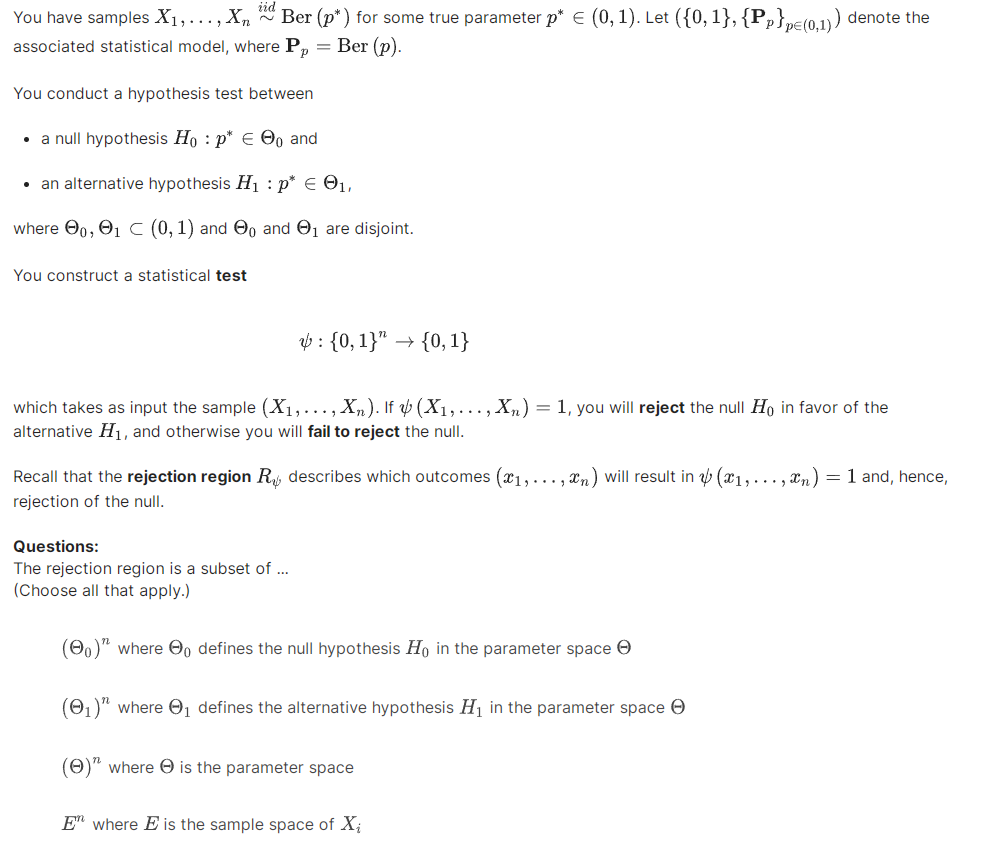 You have samples $X_1, \ldots, X_n \overset{iid}{\sim} \text{Ber}(p^*)$ for some true parameter $p^* \in (0, 1)$. Let $(\{0, 1\}, \{\mathbf{P}_p\}_{p \in (0,1)})$ denote the
associated statistical model, where $\mathbf{P}_p = \text{Ber}(p)$.
You conduct a hypothesis test between
• a null hypothesis $H_0 : p^* \in \Theta_0$ and
• an alternative hypothesis $H_1 : p^* \in \Theta_1$,
where $\Theta_0, \Theta_1 \subset (0, 1)$ and $\Theta_0$ and $\Theta_1$ are disjoint.
You construct a statistical test
$\psi : \{0, 1\}^n \to \{0, 1\}$
which takes as input the sample $(X_1, \ldots, X_n)$. If $\psi(X_1, \ldots, X_n) = 1$, you will reject the null $H_0$ in favor of the
alternative $H_1$, and otherwise you will fail to reject the null.
Recall that the rejection region $R_\psi$ describes which outcomes $(x_1, \ldots, x_n)$ will result in $\psi(x_1, \ldots, x_n) = 1$ and, hence,
rejection of the null.
Questions:
The rejection region is a subset of ...
(Choose all that apply.)
$(\Theta_0)^n$ where $\Theta_0$ defines the null hypothesis $H_0$ in the parameter space $\Theta$
$(\Theta_1)^n$ where $\Theta_1$ defines the alternative hypothesis $H_1$ in the parameter space $\Theta$
$(\Theta)^n$ where $\Theta$ is the parameter space
$E^n$ where $E$ is the sample space of $X_i$